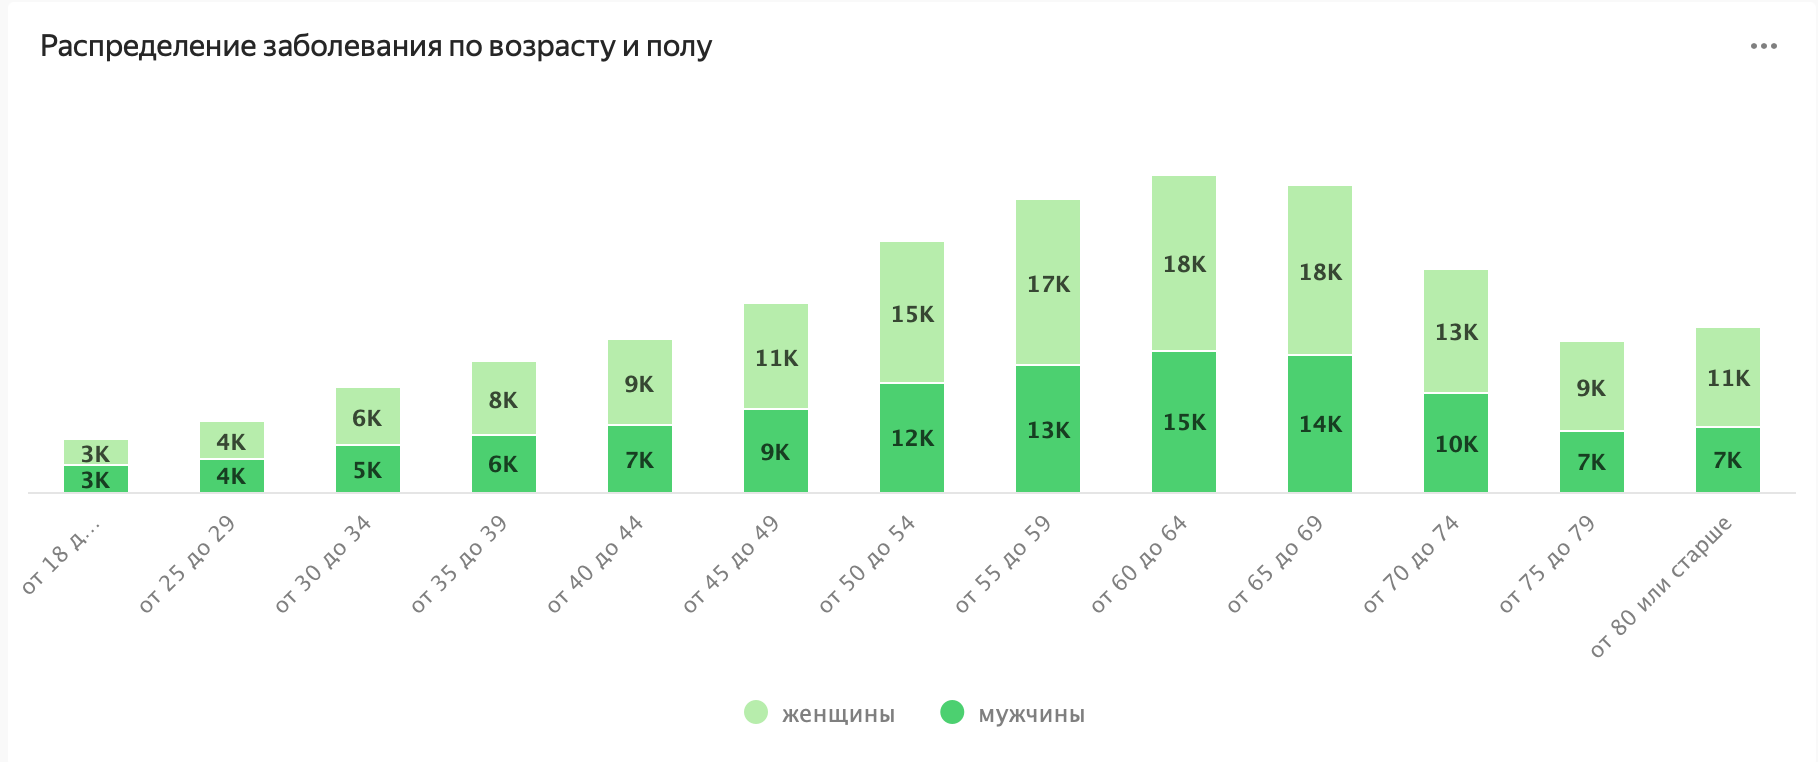 Распределение заболевания по возрасту и полу
18K
18K
17K
15K
13K
11K
11K
9K
9K
8K
6K
4K
3K
15K
14K
13K
12K
10K
9K
7K
7K
7K
6K
5K
4K
3K
от 18 д...
от 25 до 29
от 30 до 34
от 35 до 39
от 40 до 44
от 45 до 49
от 50 до 54
от 55 до 59
от 60 до 64
от 65 до 69
от 70 до 74
от 75 до 79
от 80 или старше
женщины
мужчины